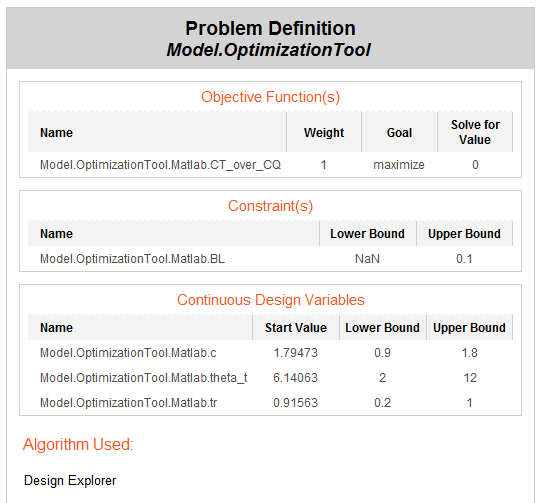 Problem Definition
Model.OptimizationTool
Objective Function(s)
Name Weight Goal Solve for Value
Model.OptimizationTool.Matlab.CT_over_CQ 1 maximize 0
Constraint(s)
Name Lower Bound Upper Bound
Model.OptimizationTool.Matlab.BL NaN 0.1
Continuous Design Variables
Name Start Value Lower Bound Upper Bound
Model.OptimizationTool.Matlab.c 1.79473 0.9 1.8
Model.OptimizationTool.Matlab.theta_t 6.14063 2 12
Model.OptimizationTool.Matlab.tr 0.91563 0.2 1
Algorithm Used:
Design Explorer